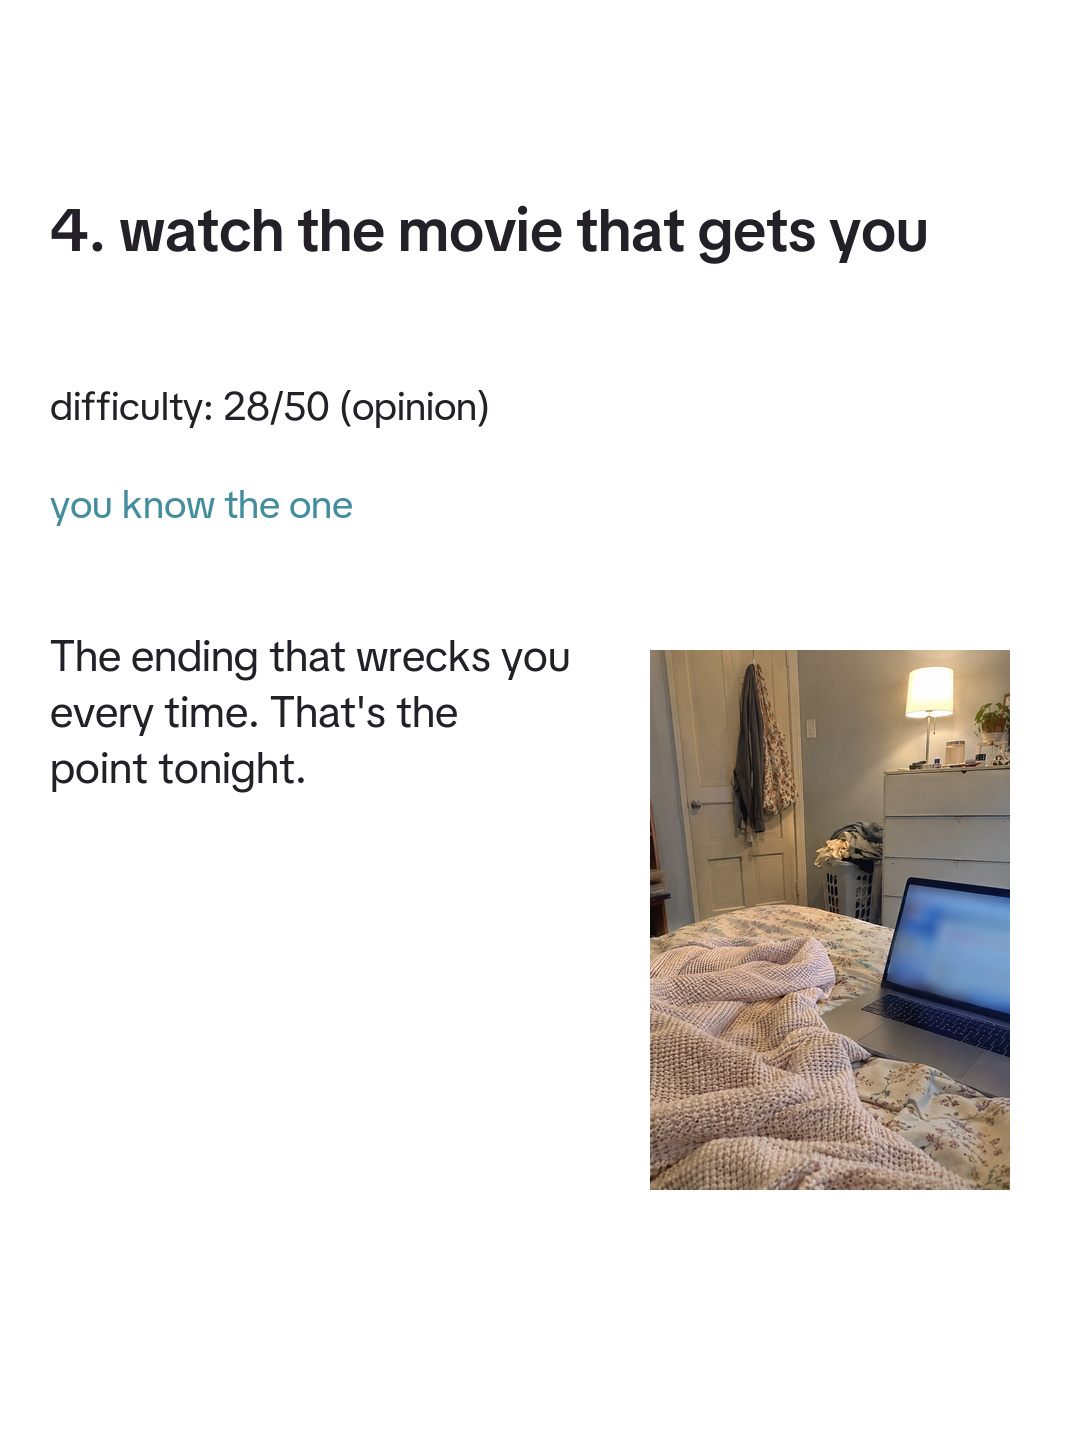 4. watch the movie that gets you
difficulty: 28/50 (opinion)
you know the one
The ending that wrecks you
every time. That's the
point tonight.